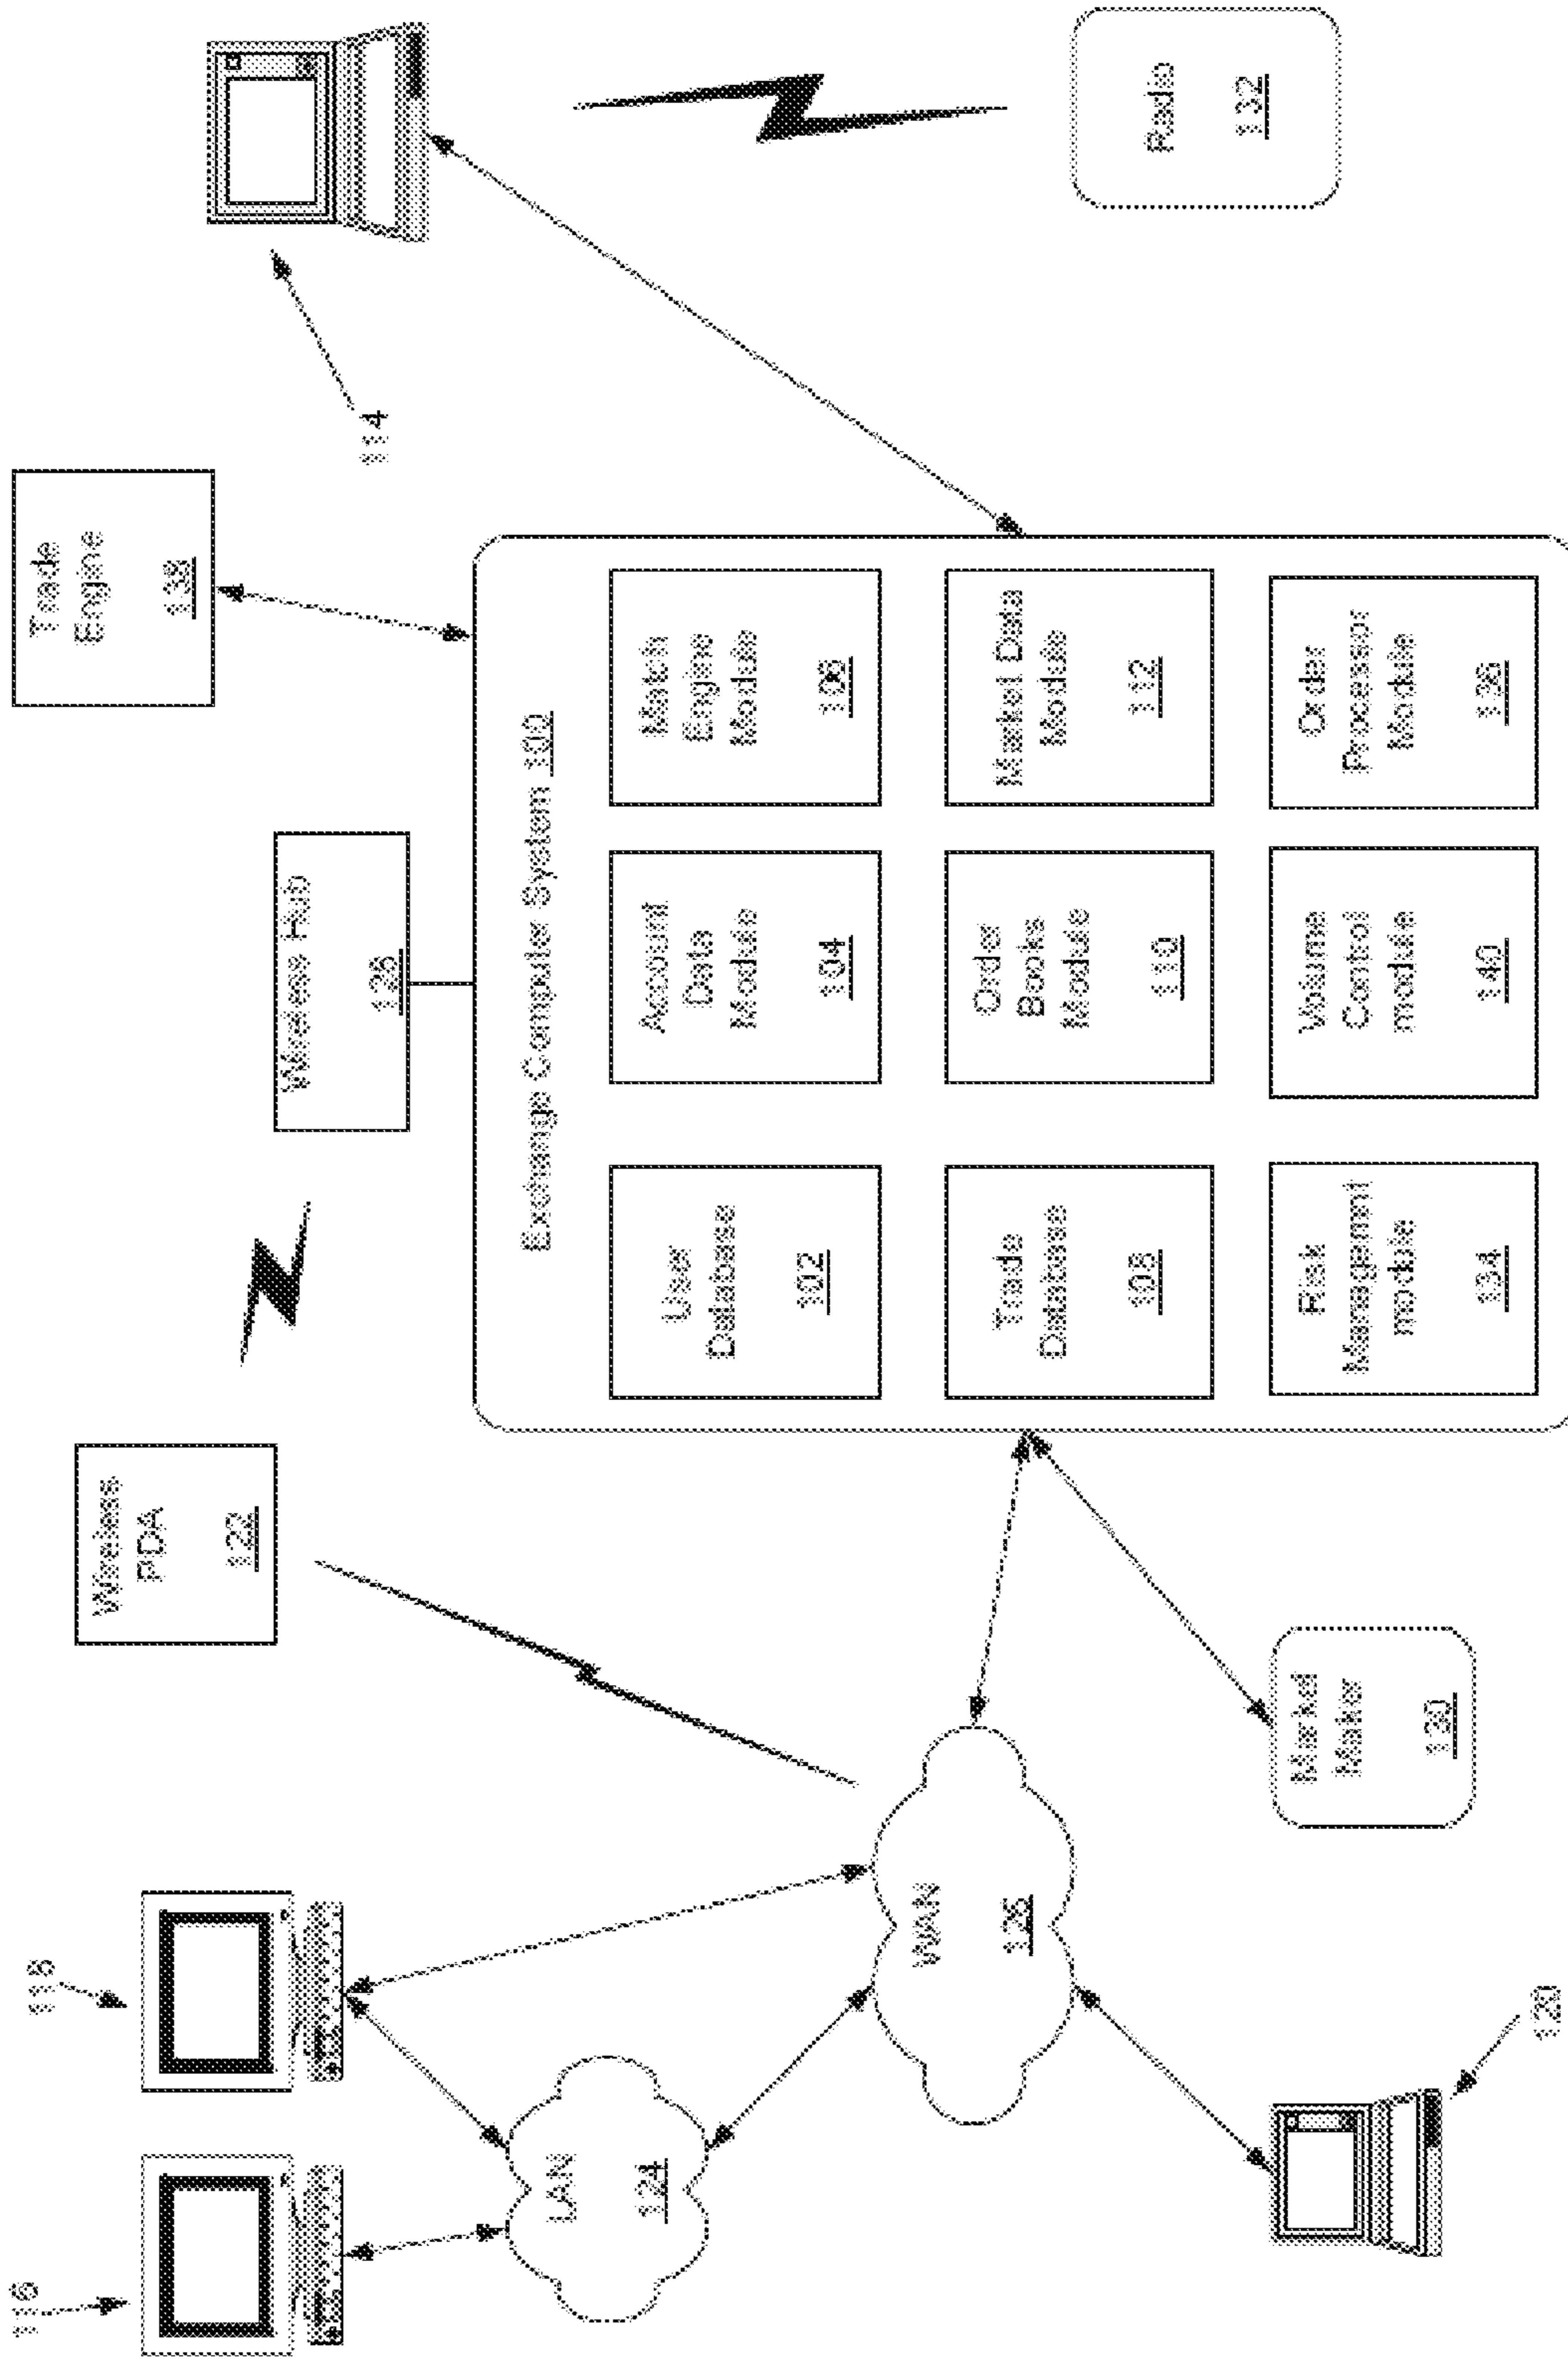 116
118
Wireless
PDA
122
Wireless Hub
128
Trade
Engine
138
114
LAN
124
WAN
126
120
Market
Maker
130
Exchange Computer System 100
User
Database
102
Account
Data
Module
104
Match
Engine
Module
106
Trade
Database
108
Order
Books
Module
110
Market Data
Module
112
Risk
Managemnt
module
134
Volume
Control
module
140
Order
Processor
Module
136
Radio
132